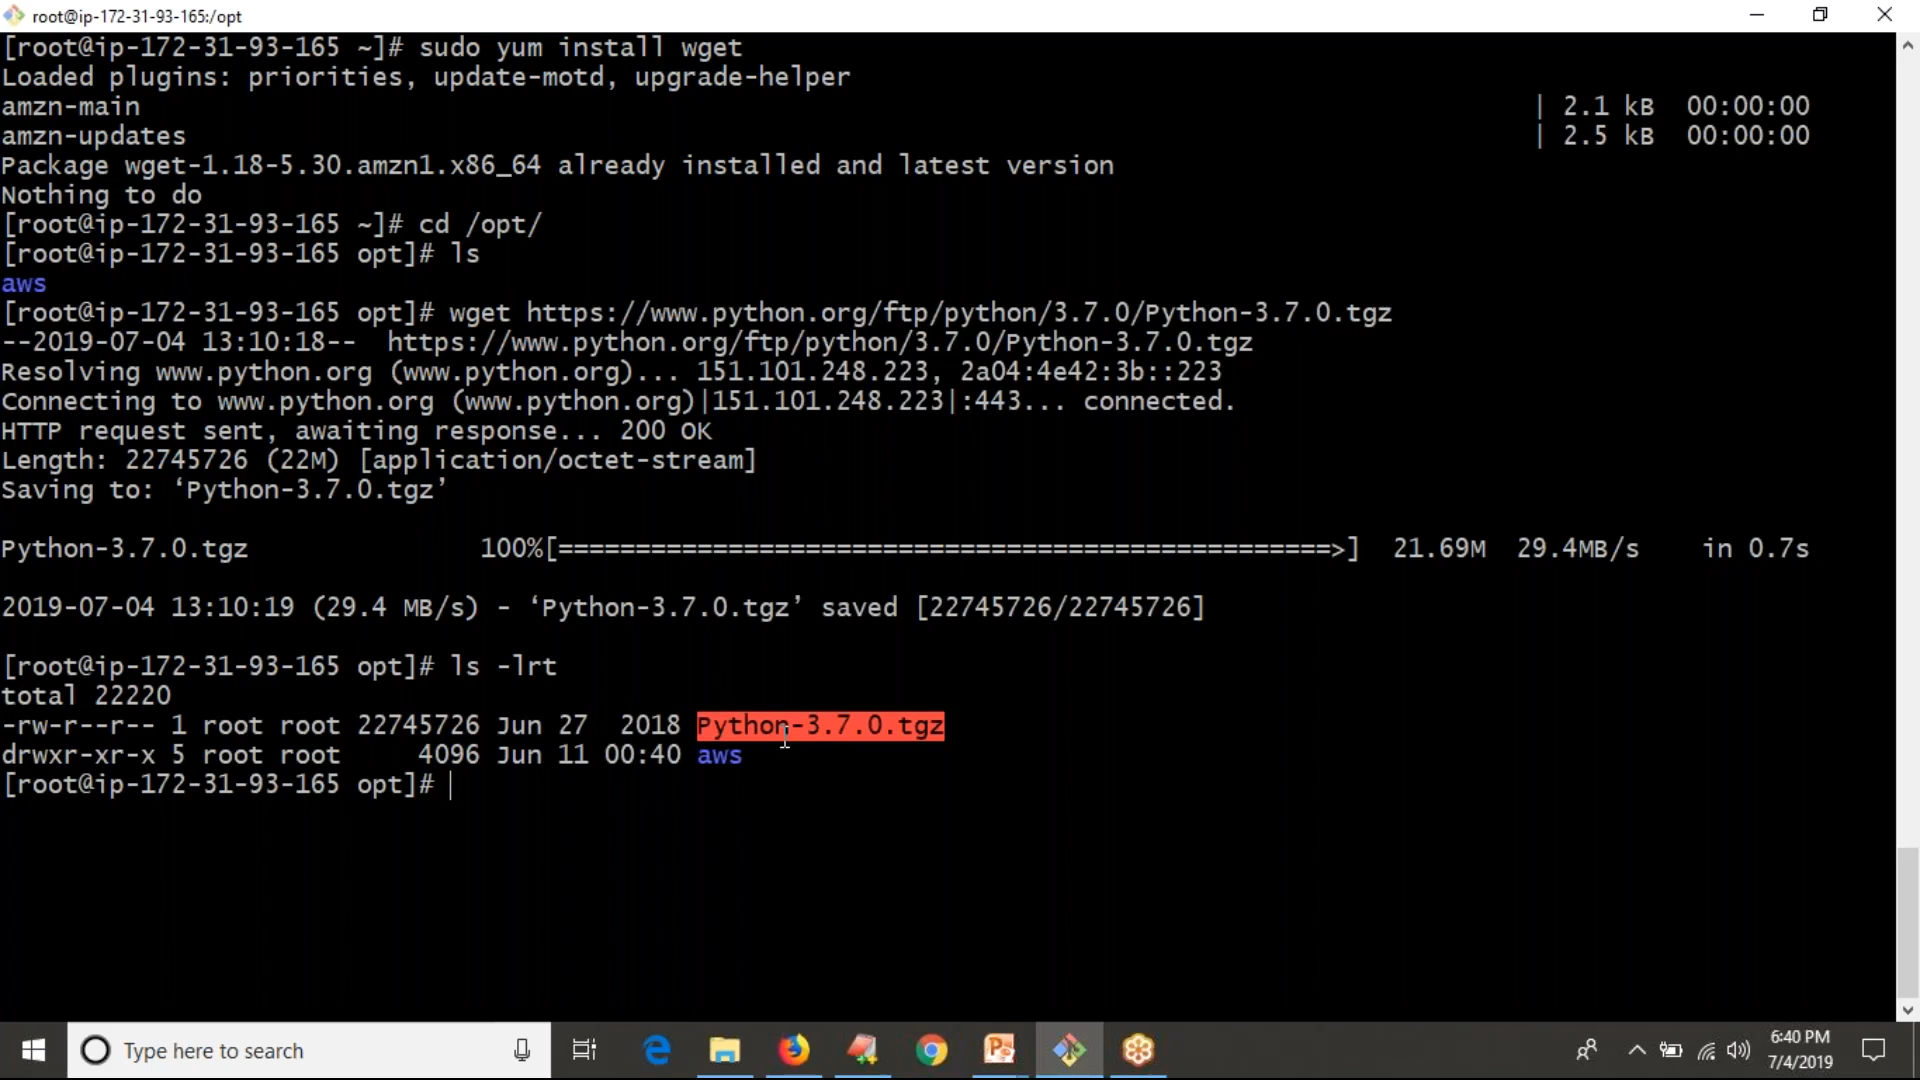 root@ip-172-31-93-165:/opt
[root@ip-172-31-93-165 ~]# sudo yum install wget
Loaded plugins: priorities, update-motd, upgrade-helper
amzn-main | 2.1 kB 00:00:00
amzn-updates | 2.5 kB 00:00:00
Package wget-1.18-5.30.amzn1.x86_64 already installed and latest version
Nothing to do
[root@ip-172-31-93-165 ~]# cd /opt/
[root@ip-172-31-93-165 opt]# ls
aws
[root@ip-172-31-93-165 opt]# wget https://www.python.org/ftp/python/3.7.0/Python-3.7.0.tgz
--2019-07-04 13:10:18-- https://www.python.org/ftp/python/3.7.0/Python-3.7.0.tgz
Resolving www.python.org (www.python.org)... 151.101.248.223, 2a04:4e42:3b::223
Connecting to www.python.org (www.python.org)|151.101.248.223|:443... connected.
HTTP request sent, awaiting response... 200 OK
Length: 22745726 (22M) [application/octet-stream]
Saving to: ‘Python-3.7.0.tgz’
Python-3.7.0.tgz 100%[==================================================>] 21.69M 29.4MB/s in 0.7s
2019-07-04 13:10:19 (29.4 MB/s) - ‘Python-3.7.0.tgz’ saved [22745726/22745726]
[root@ip-172-31-93-165 opt]# ls -lrt
total 22220
-rw-r--r-- 1 root root 22745726 Jun 27 2018 Python-3.7.0.tgz
drwxr-xr-x 5 root root 4096 Jun 11 00:40 aws
[root@ip-172-31-93-165 opt]#
Type here to search
6:40 PM
7/4/2019